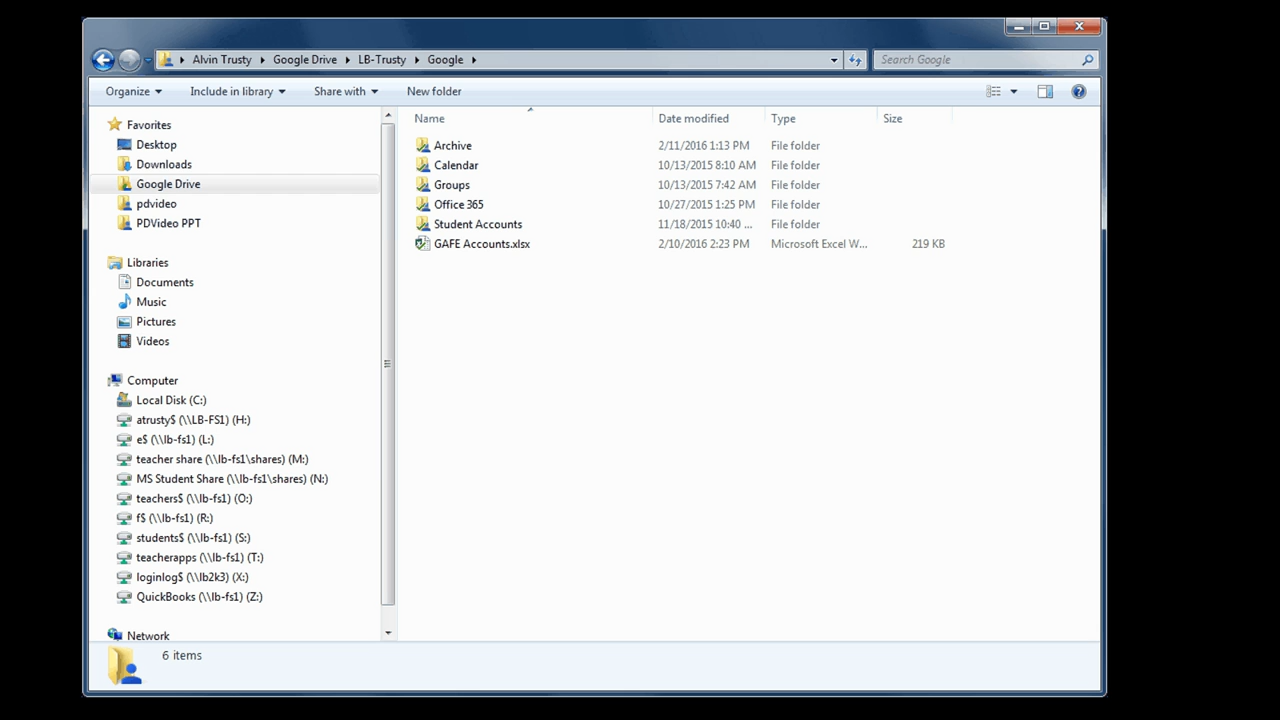 Alvin Trusty Google Drive LB-Trusty Google
Search Google
Organize Include in library Share with New folder
Favorites
Desktop
Downloads
Google Drive
pdvideo
PDVideo PPT
Libraries
Documents
Music
Pictures
Videos
Computer
Local Disk (C:)
atrusty$ (\\LB-FS1) (H:)
e$ (\\lb-fs1) (L:)
teacher share (\\lb-fs1\shares) (M:)
MS Student Share (\\lb-fs1\shares) (N:)
teachers$ (\\lb-fs1) (O:)
f$ (\\lb-fs1) (R:)
students$ (\\lb-fs1) (S:)
teacherapps (\\lb-fs1) (T:)
loginlog$ (\\lb2k3) (X:)
QuickBooks (\\lb-fs1) (Z:)
Network
Name Date modified Type Size
Archive 2/11/2016 1:13 PM File folder
Calendar 10/13/2015 8:10 AM File folder
Groups 10/13/2015 7:42 AM File folder
Office 365 10/27/2015 1:25 PM File folder
Student Accounts 11/18/2015 10:40 ... File folder
GAFE Accounts.xlsx 2/10/2016 2:23 PM Microsoft Excel W... 219 KB
6 items